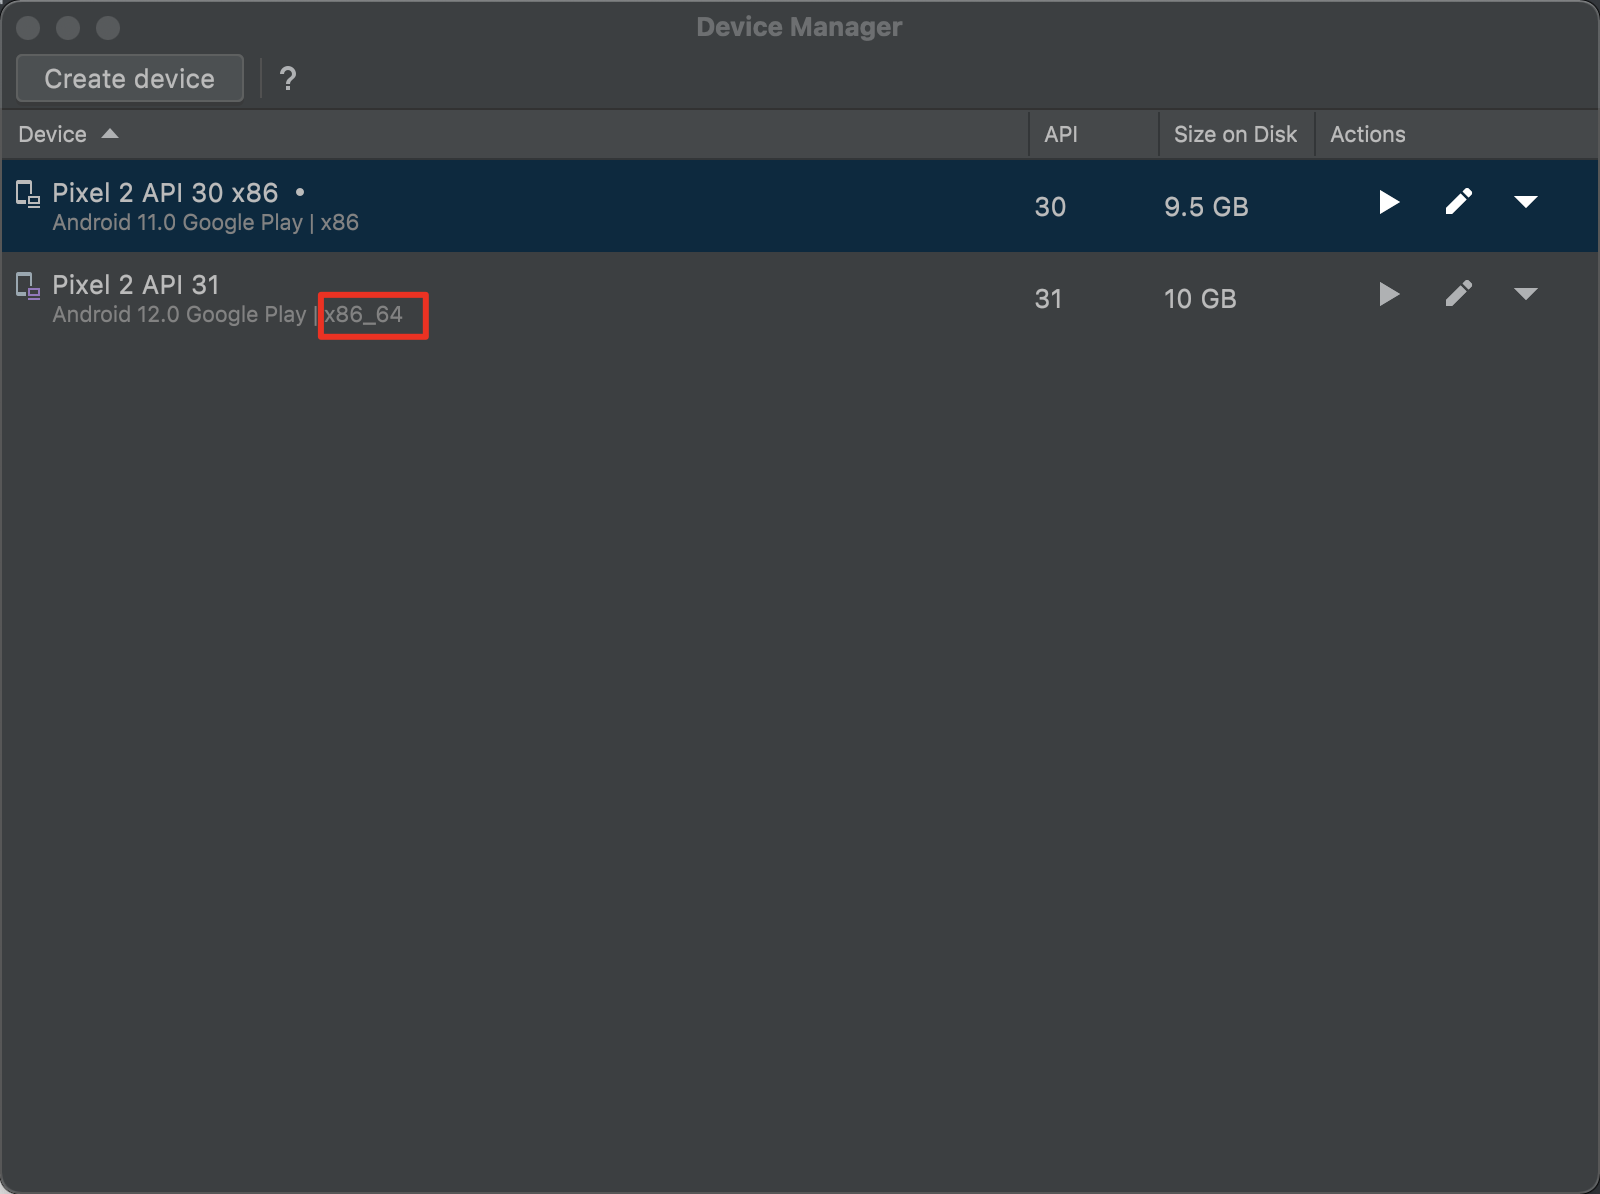 Device Manager
Create device ?
Device API Size on Disk Actions
Pixel 2 API 30 x86 •
Android 11.0 Google Play | x86
30 9.5 GB
Pixel 2 API 31
Android 12.0 Google Play | x86_64
31 10 GB